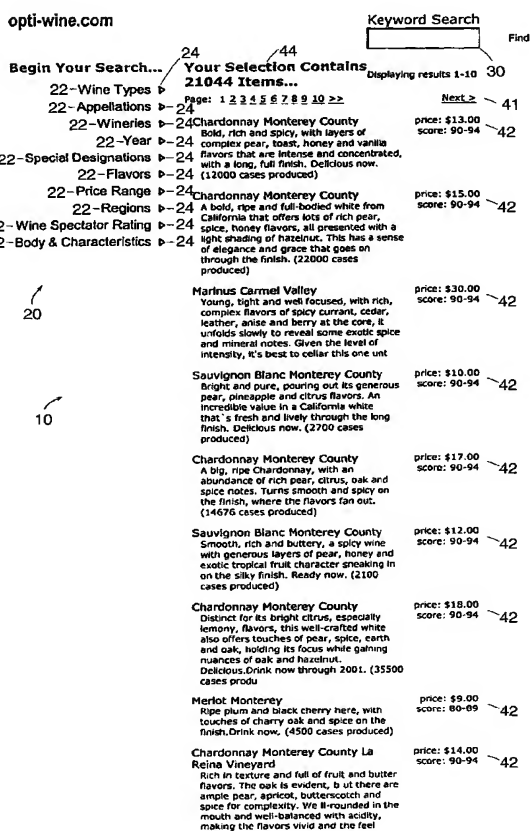 opti-wine.com
Keyword Search
Find
30
24
44
Begin Your Search...
Your Selection Contains
21044 Items...
Displaying results 1-10
Page: 1 2 3 4 5 6 7 8 9 10 >>
Next >
41
22-Wine Types
22-Appellations 24
22-Wineries 24
22-Year 24
2-Special Designations 24
22-Flavors 24
22-Price Range 24
22-Regions 24
2-Wine Spectator Rating 24
2-Body & Characteristics 24
20
10
Chardonnay Monterey County price: $13.00
Bold, rich and spicy, with layers of score: 90-94 42
complex pear, toast, honey and vanilla
flavors that are intense and concentrated,
with a long, full finish. Delicious now.
(12000 cases produced)
Chardonnay Monterey County price: $15.00
A bold, ripe and full-bodied white from score: 90-94 42
California that offers lots of rich pear,
spice, honey flavors, all presented with a
light shading of hazelnut. This has a sense
of elegance and grace that goes on
through the finish. (22000 cases
produced)
Marinus Carmel Valley price: $30.00
Young, tight and well focused, with rich, score: 90-94 42
complex flavors of spicy currant, cedar,
leather, anise and berry at the core, it
unfolds slowly to reveal some exotic spice
and mineral notes. Given the level of
intensity, it's best to cellar this one unt
Sauvignon Blanc Monterey County price: $10.00
Bright and pure, pouring out its generous score: 90-94 42
pear, pineapple and citrus flavors. An
incredible value in a California white
that`s fresh and lively through the long
finish. Delicious now. (2700 cases
produced)
Chardonnay Monterey County price: $17.00
A big, ripe Chardonnay, with an score: 90-94 42
abundance of rich pear, citrus, oak and
spice notes. Turns smooth and spicy on
the finish, where the flavors fan out.
(14676 cases produced)
Sauvignon Blanc Monterey County price: $12.00
Smooth, rich and buttery, a spicy wine score: 90-94 42
with generous layers of pear, honey and
exotic tropical fruit character sneaking in
on the silky finish. Ready now. (2100
cases produced)
Chardonnay Monterey County price: $18.00
Distinct for its bright citrus, especially score: 90-94 42
lemony, flavors, this well-crafted white
also offers touches of pear, spice, earth
and oak, holding its focus while gaining
nuances of oak and hazelnut.
Delicious.Drink now through 2001. (35500
cases produ
Merlot Monterey price: $9.00
Ripe plum and black cherry here, with score: 80-89 42
touches of charry oak and spice on the
finish.Drink now. (4500 cases produced)
Chardonnay Monterey County La price: $14.00
Reina Vineyard score: 90-94 42
Rich in texture and full of fruit and butter
flavors. The oak is evident, b ut there are
ample pear, apricot, butterscotch and
spice for complexity. We ll-rounded in the
mouth and well-balanced with acidity,
making the flavors vivid and the feel